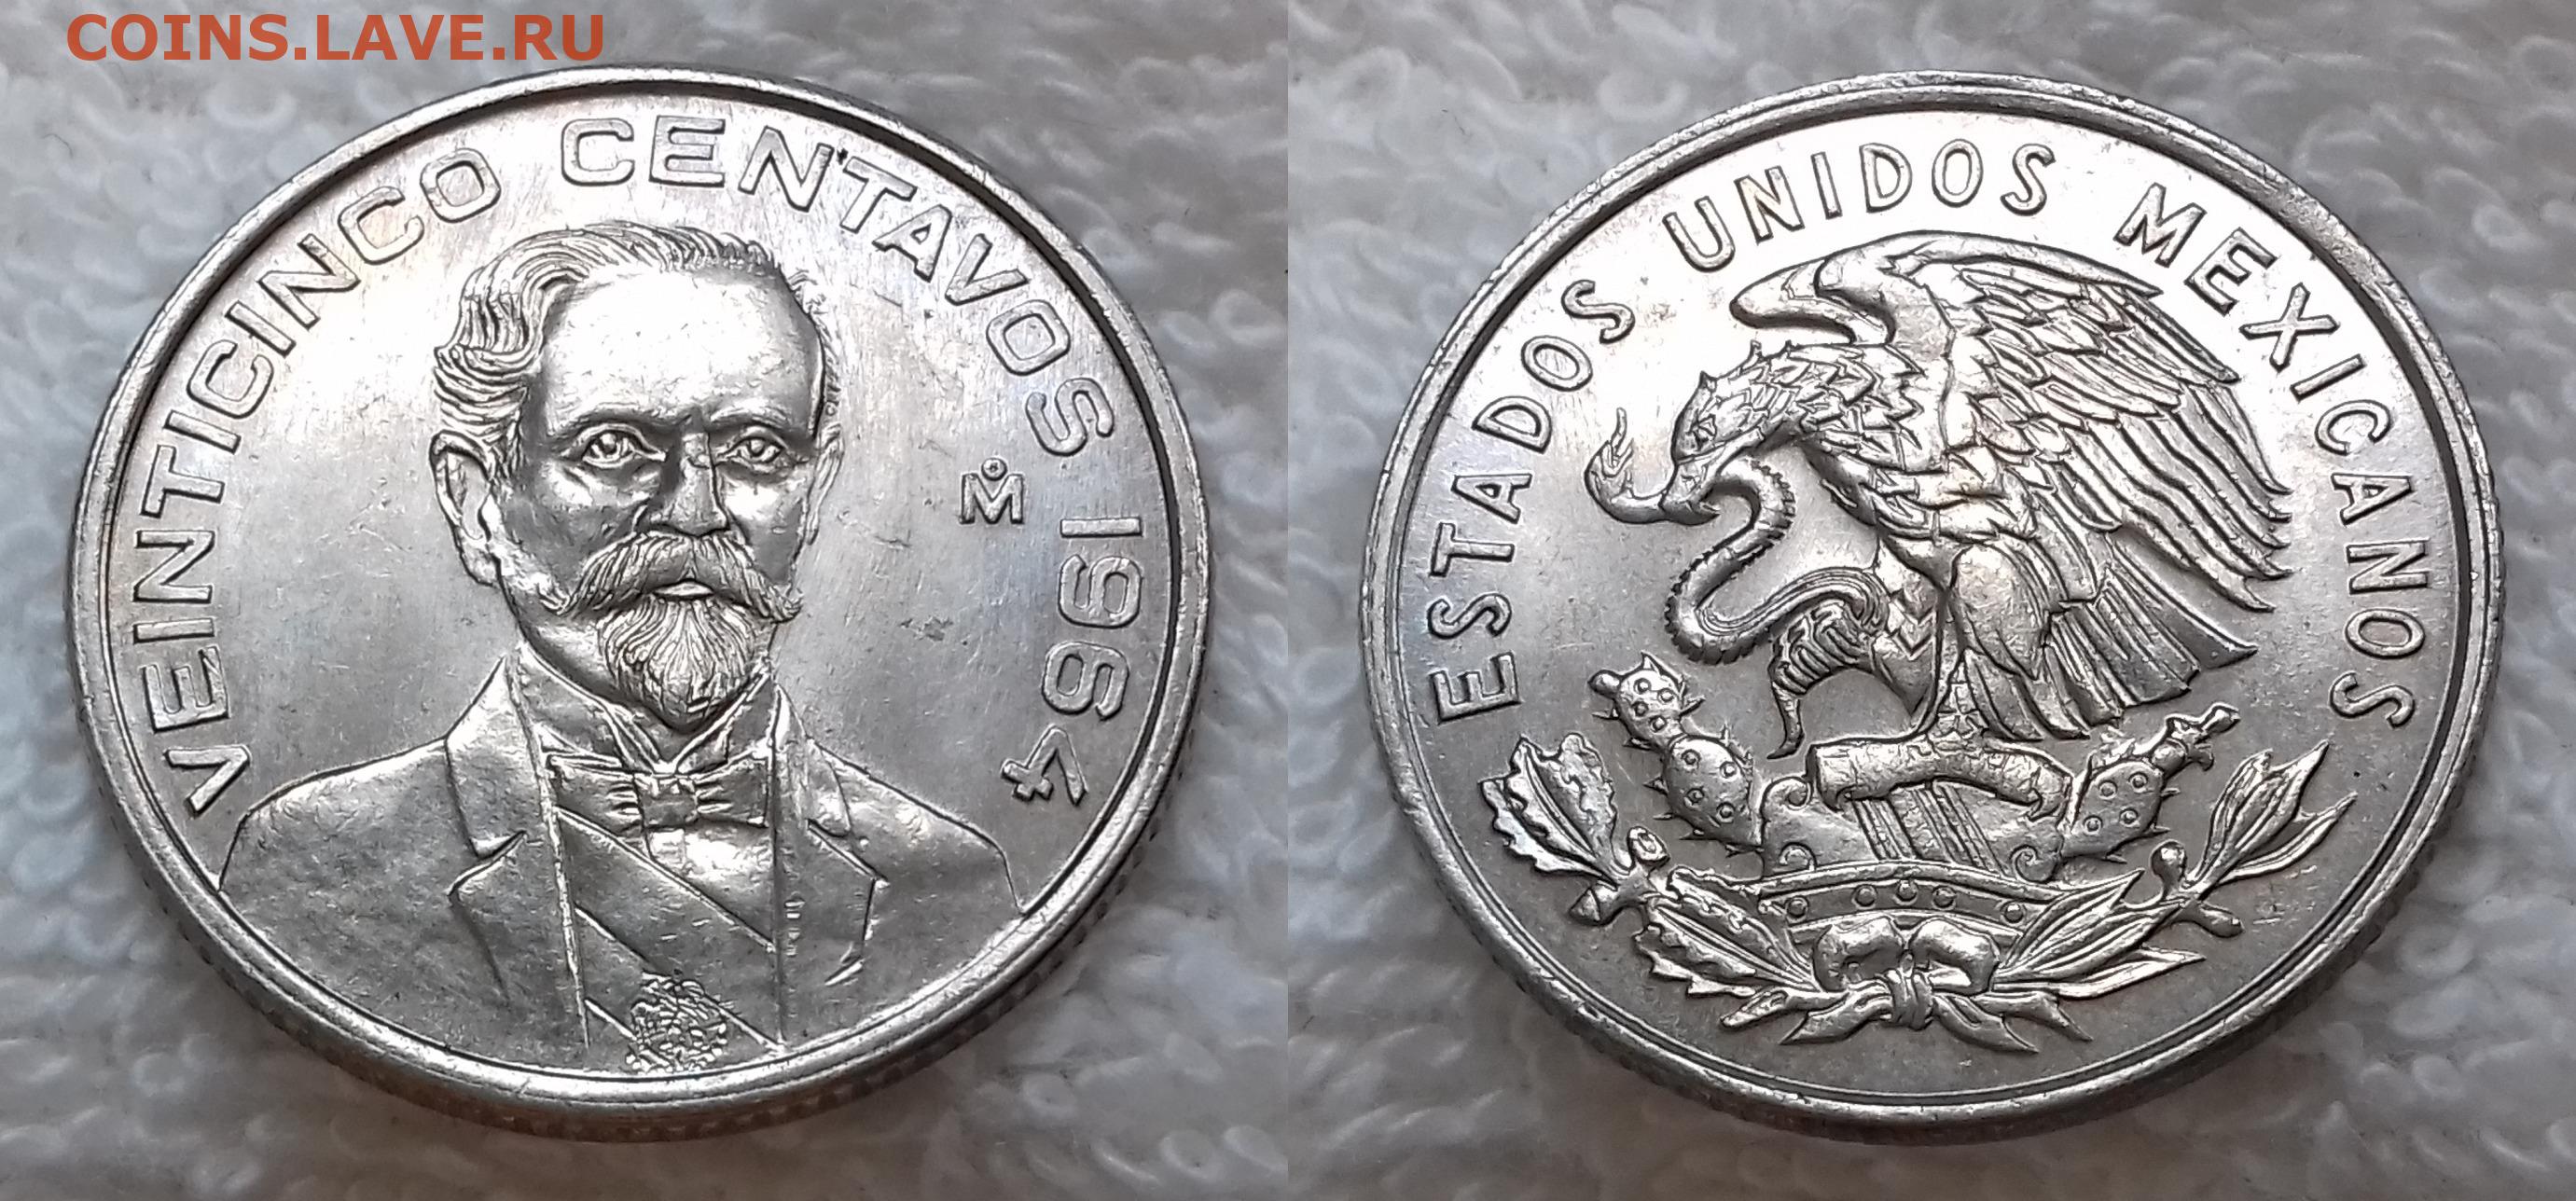 COINS.LAVE.RU
VEINTICINCO CENTAVOS 1964
M̊
ESTADOS UNIDOS MEXICANOS